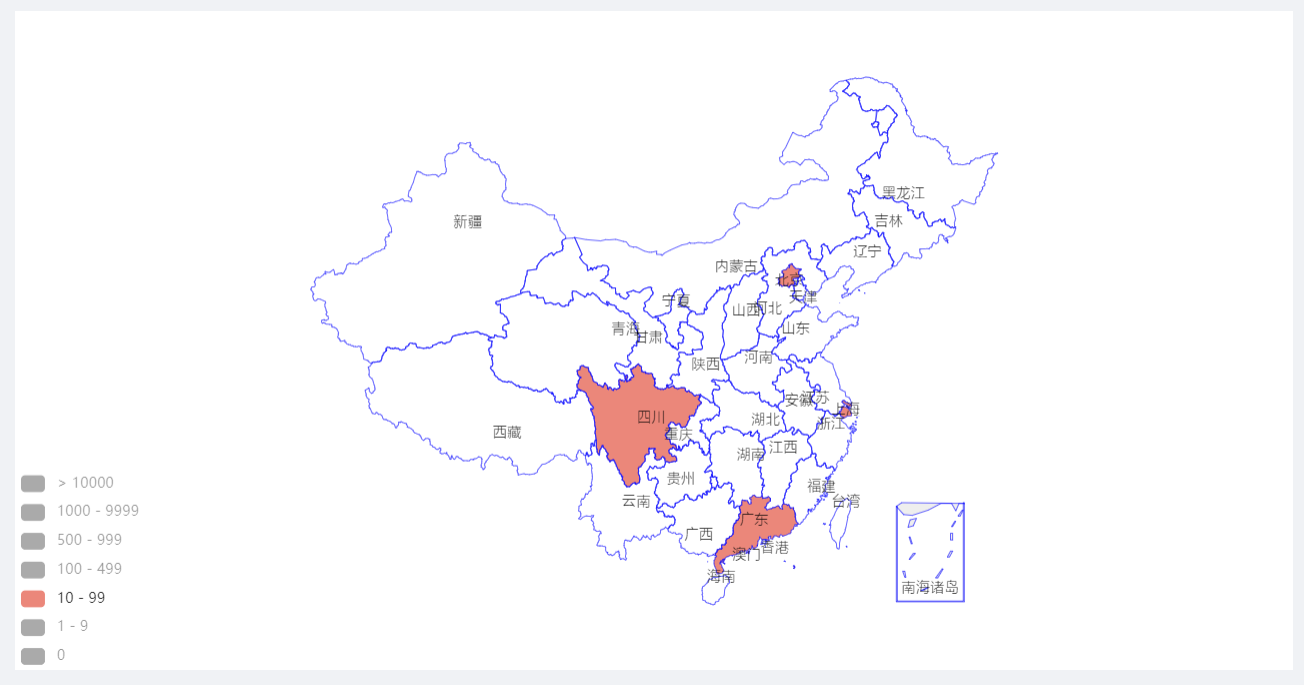 黑龙江
新疆
吉林
辽宁
内蒙古
北京
天津
宁夏
山西
河北
青海
山东
甘肃
河南
陕西
江苏
安徽
上海
四川
湖北
浙江
重庆
西藏
江西
湖南
贵州
福建
云南
台湾
广东
广西
香港
澳门
海南
南海诸岛
> 10000
1000 - 9999
500 - 999
100 - 499
10 - 99
1 - 9
0